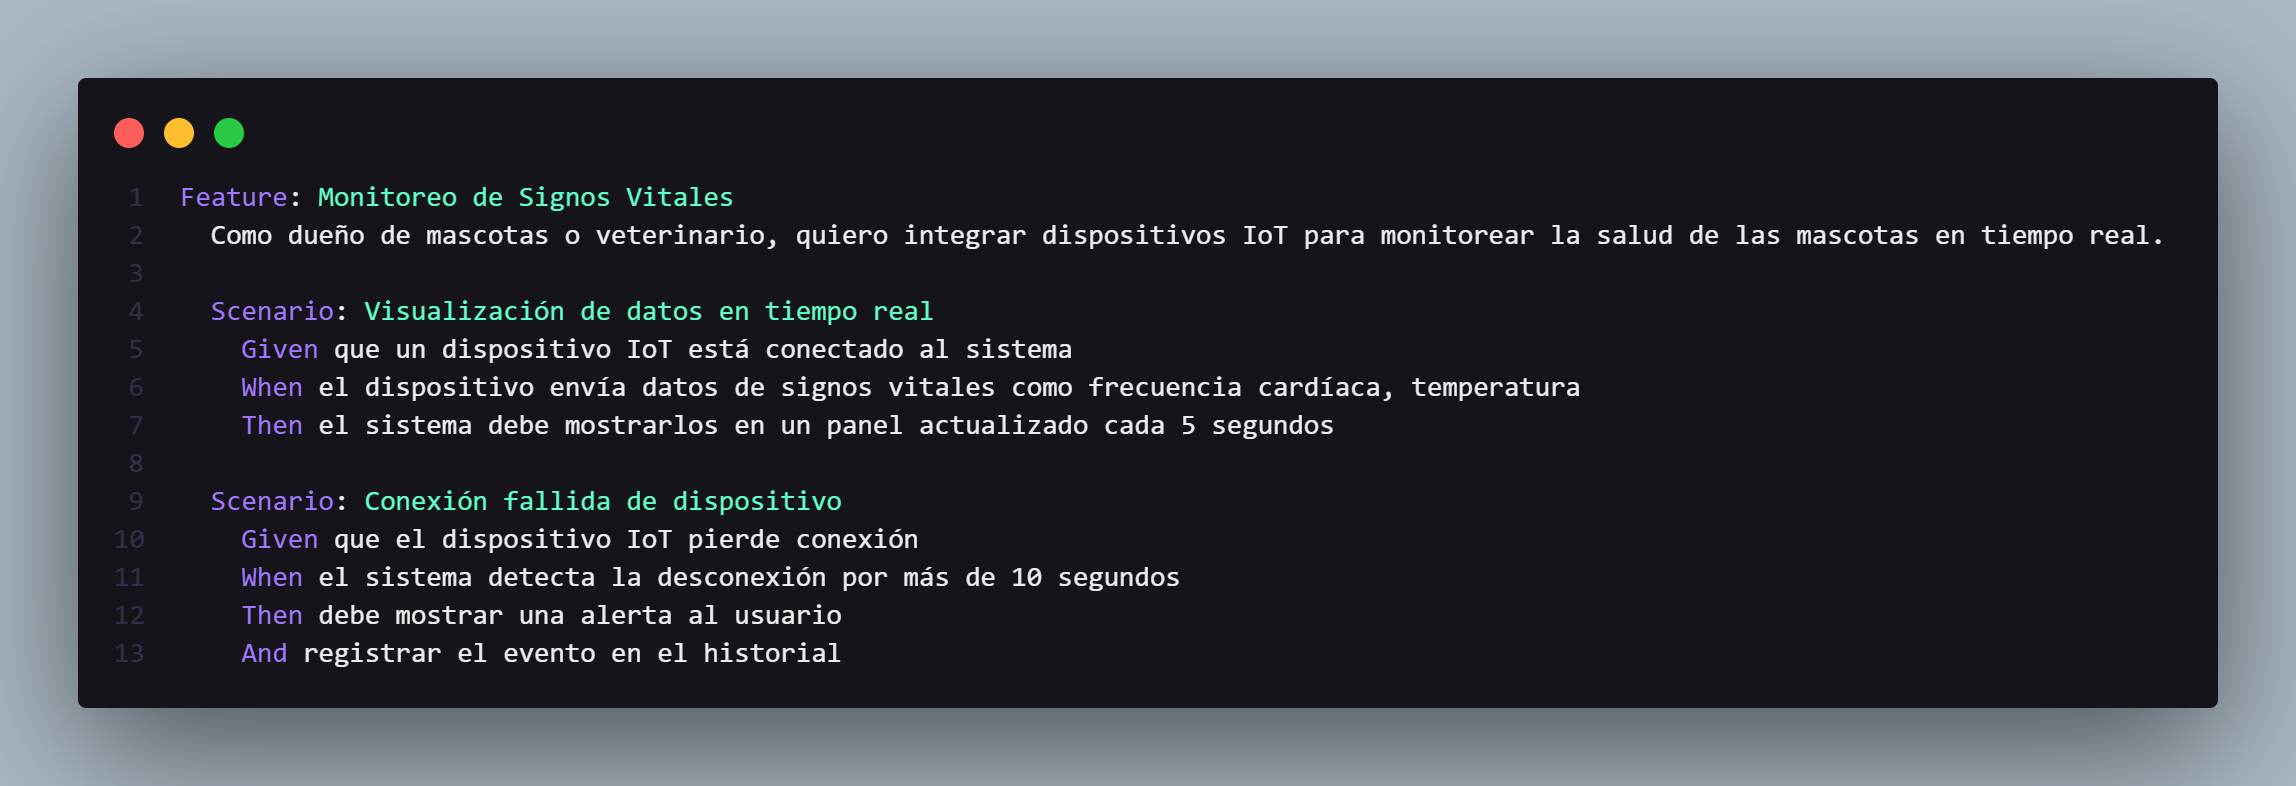 1 Feature: Monitoreo de Signos Vitales
2 Como dueño de mascotas o veterinario, quiero integrar dispositivos IoT para monitorear la salud de las mascotas en tiempo real.
3
4 Scenario: Visualización de datos en tiempo real
5 Given que un dispositivo IoT está conectado al sistema
6 When el dispositivo envía datos de signos vitales como frecuencia cardíaca, temperatura
7 Then el sistema debe mostrarlos en un panel actualizado cada 5 segundos
8
9 Scenario: Conexión fallida de dispositivo
10 Given que el dispositivo IoT pierde conexión
11 When el sistema detecta la desconexión por más de 10 segundos
12 Then debe mostrar una alerta al usuario
13 And registrar el evento en el historial